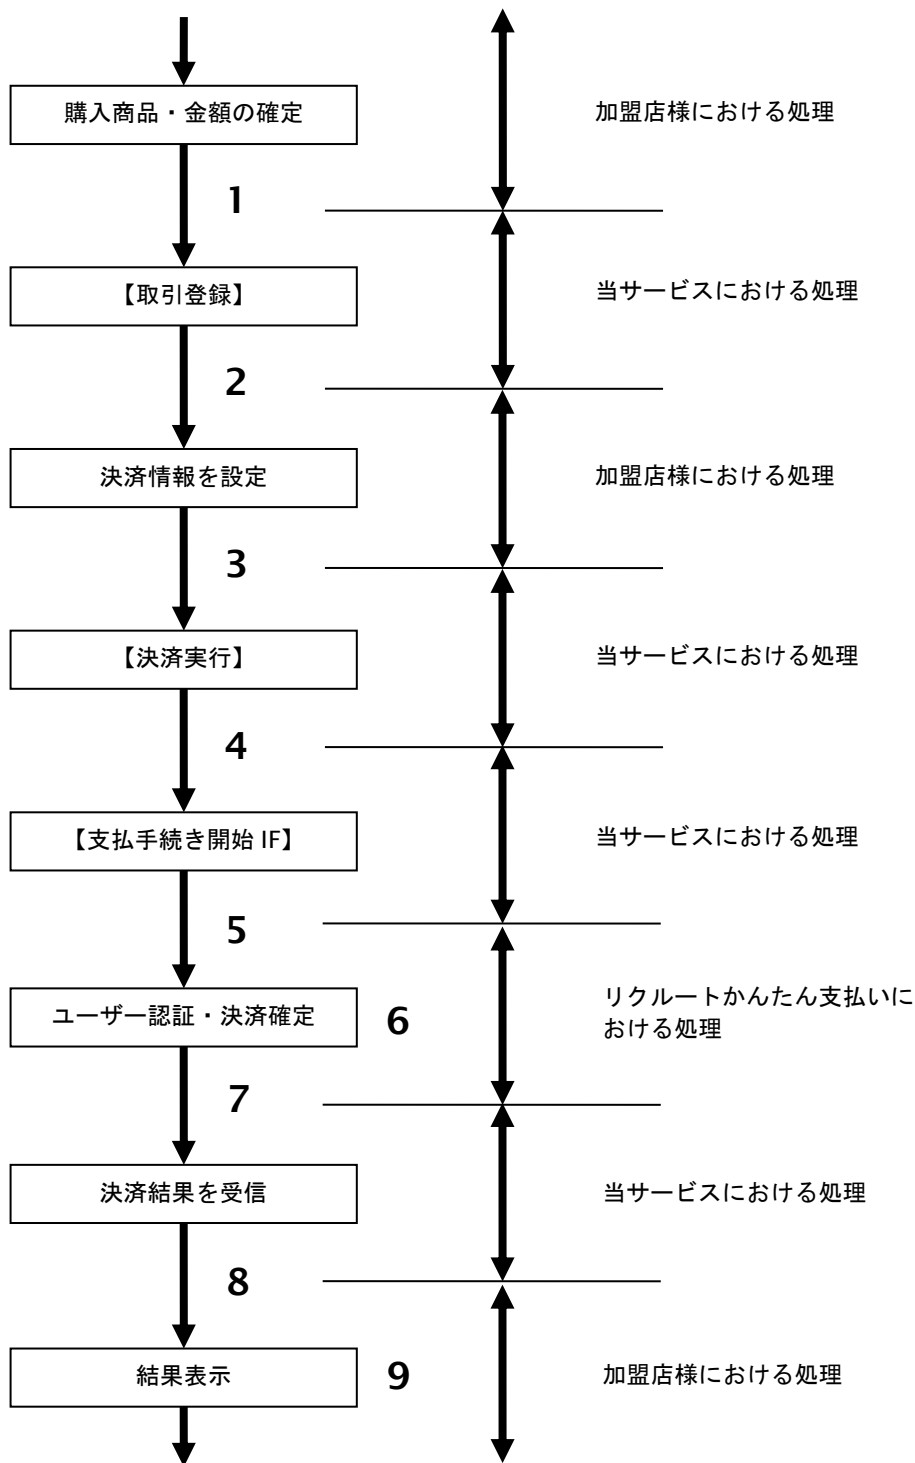 購入商品・金額の確定
加盟店様における処理
1
【取引登録】
当サービスにおける処理
2
決済情報を設定
加盟店様における処理
3
【決済実行】
当サービスにおける処理
4
【支払手続き開始 IF】
当サービスにおける処理
5
ユーザー認証・決済確定
6
リクルートかんたん支払いに
おける処理
7
決済結果を受信
当サービスにおける処理
8
結果表示
9
加盟店様における処理